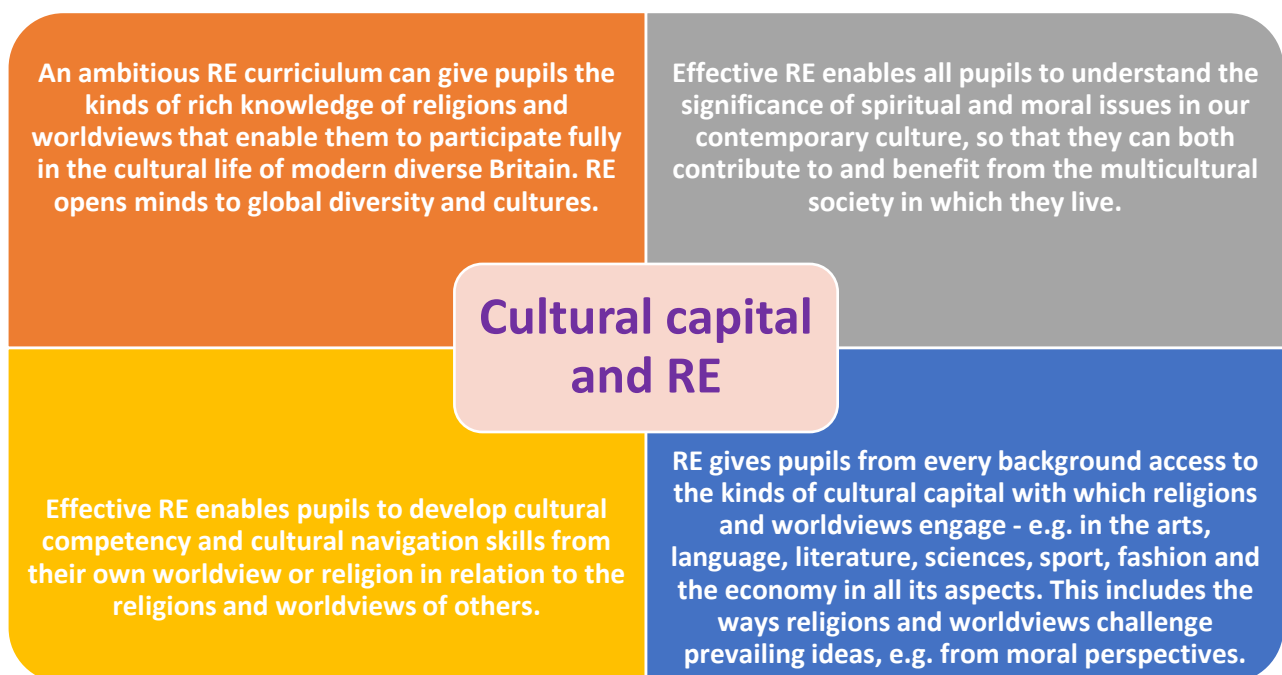 An ambitious RE curriciulum can give pupils the
kinds of rich knowledge of religions and
worldviews that enable them to participate fully
in the cultural life of modern diverse Britain. RE
opens minds to global diversity and cultures.
Effective RE enables all pupils to understand the
significance of spiritual and moral issues in our
contemporary culture, so that they can both
contribute to and benefit from the multicultural
society in which they live.
Cultural capital
and RE
Effective RE enables pupils to develop cultural
competency and cultural navigation skills from
their own worldview or religion in relation to the
religions and worldviews of others.
RE gives pupils from every background access to
the kinds of cultural capital with which religions
and worldviews engage - e.g. in the arts,
language, literature, sciences, sport, fashion and
the economy in all its aspects. This includes the
ways religions and worldviews challenge
prevailing ideas, e.g. from moral perspectives.